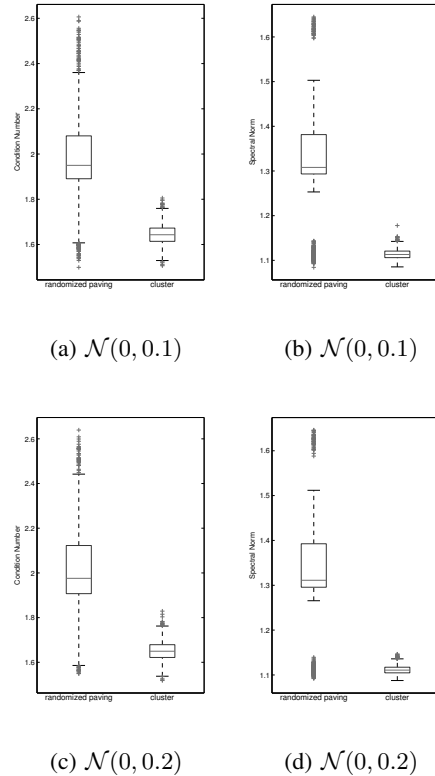 2.6
2.4
2.2
2
1.8
1.6
Condition Number
randomized paving
cluster
(a) N(0, 0.1)
1.6
1.5
1.4
1.3
1.2
1.1
Spectral Norm
randomized paving
cluster
(b) N(0, 0.1)
2.6
2.4
2.2
2
1.8
1.6
Condition Number
randomized paving
cluster
(c) N(0, 0.2)
1.6
1.5
1.4
1.3
1.2
1.1
Spectral Norm
randomized paving
cluster
(d) N(0, 0.2)